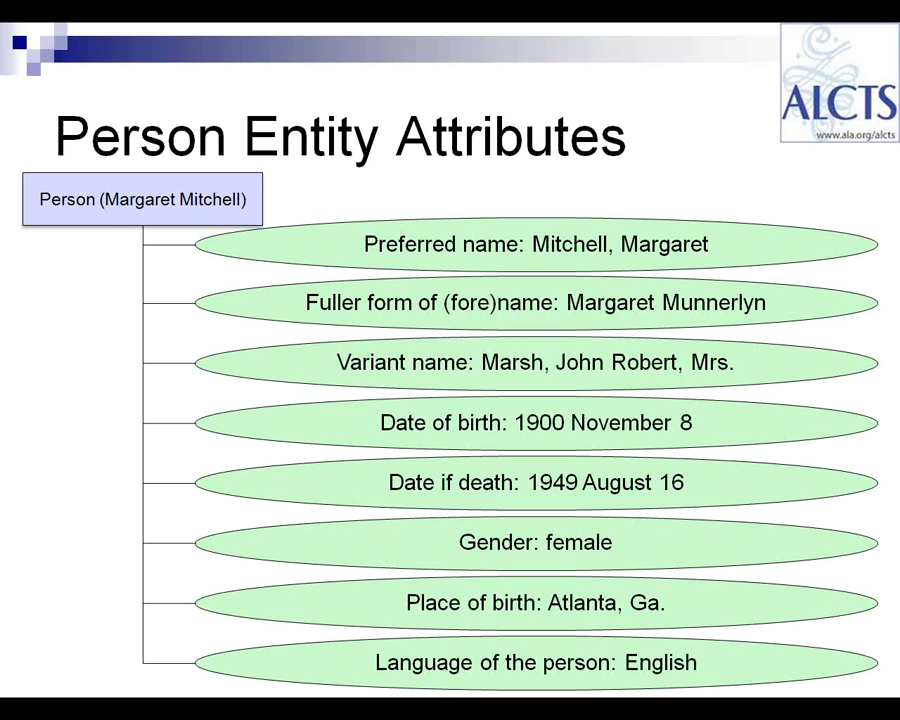 ALCTS
www.ala.org/alcts
Person Entity Attributes
Person (Margaret Mitchell)
Preferred name: Mitchell, Margaret
Fuller form of (fore)name: Margaret Munnerlyn
Variant name: Marsh, John Robert, Mrs.
Date of birth: 1900 November 8
Date if death: 1949 August 16
Gender: female
Place of birth: Atlanta, Ga.
Language of the person: English